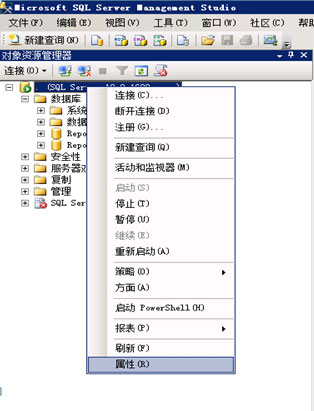 Microsoft SQL Server Management Studio
文件(F) 编辑(E) 视图(V) 工具(T) 窗口(W) 社区(C) 帮助
新建查询(N)
对象资源管理器
连接(O)
. (SQL Ser
数据库
系统
数据
Repo
Repo
安全性
服务器对
复制
管理
SQL Ser
连接(C)...
断开连接(D)
注册(G)...
新建查询(Q)
活动和监视器(M)
启动(S)
停止(T)
暂停(U)
继续(E)
重新启动(A)
策略(O)
方面(A)
启动 PowerShell(H)
报表(P)
刷新(F)
属性(R)